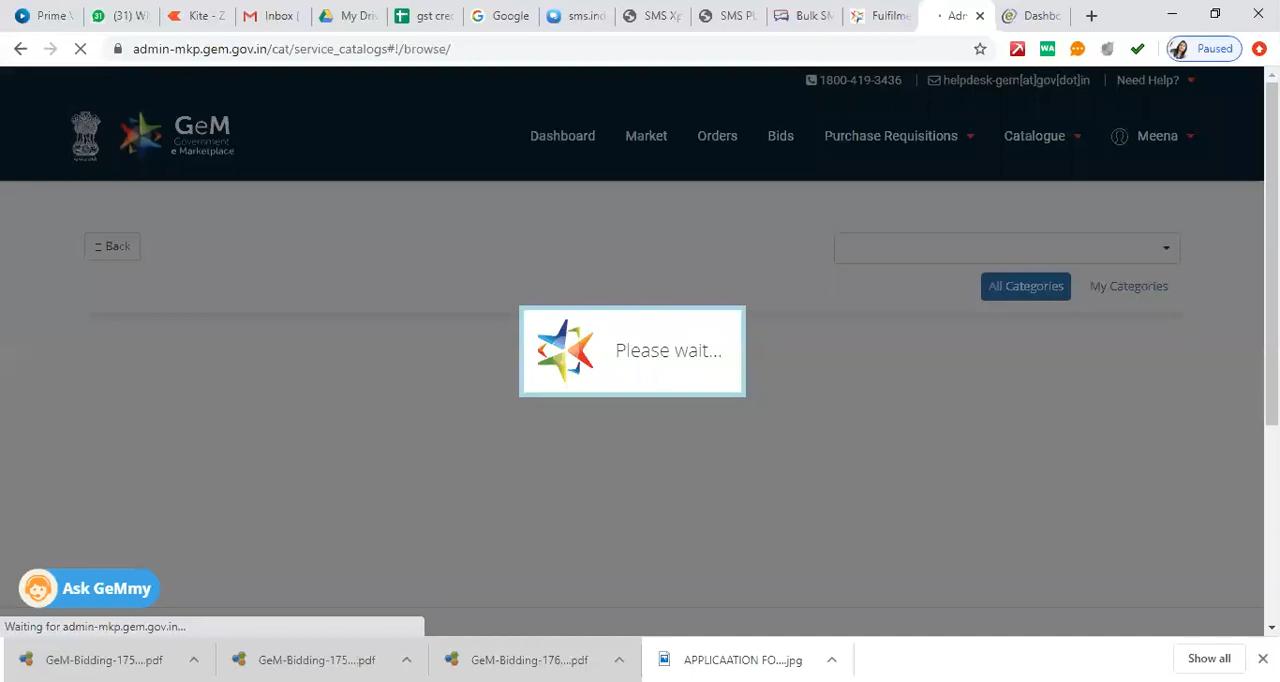 Prime
(31) W
Kite - Z
Inbox (
My Dri
gst crec
Google
sms.ind
SMS Xp
SMS PL
Bulk SM
Fulfilme
Adn
Dashbc
admin-mkp.gem.gov.in/cat/service_catalogs#!/browse/
WA
Paused
1800-419-3436 | helpdesk-gem[at]gov[dot]in | Need Help?
GeM
Government
e Marketplace
Dashboard
Market
Orders
Bids
Purchase Requisitions
Catalogue
Meena
Back
All Categories
My Categories
Please wait...
Ask GeMmy
Waiting for admin-mkp.gem.gov.in...
GeM-Bidding-175....pdf
GeM-Bidding-175....pdf
GeM-Bidding-176....pdf
APPLICAATION FO....jpg
Show all